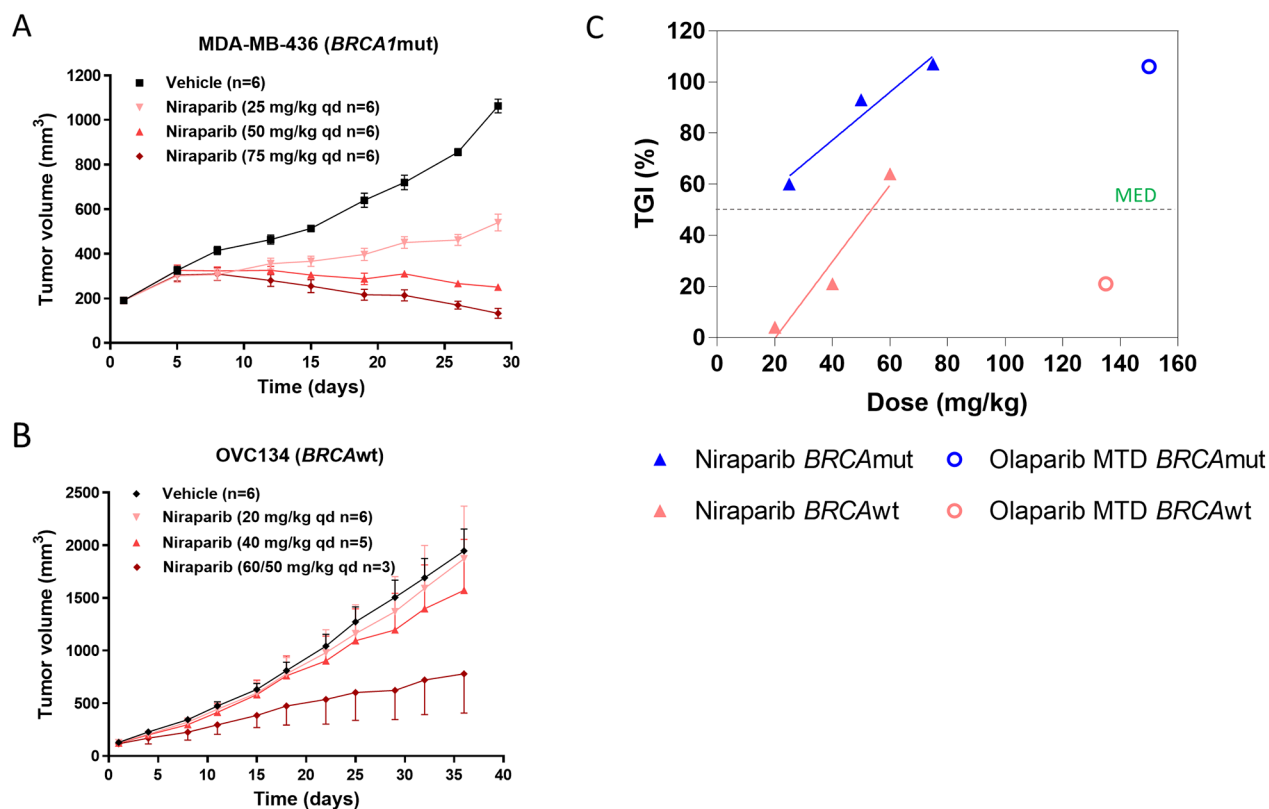 A
MDA-MB-436 (BRCA1mut)
Tumor volume (mm³)
1200
1000
800
600
400
200
0
Vehicle (n=6)
Niraparib (25 mg/kg qd n=6)
Niraparib (50 mg/kg qd n=6)
Niraparib (75 mg/kg qd n=6)
0 5 10 15 20 25 30
Time (days)
B
OVC134 (BRCAwt)
Tumor volume (mm³)
2500
2000
1500
1000
500
0
Vehicle (n=6)
Niraparib (20 mg/kg qd n=6)
Niraparib (40 mg/kg qd n=5)
Niraparib (60/50 mg/kg qd n=3)
0 5 10 15 20 25 30 35 40
Time (days)
C
TGI (%)
120
100
80
60
40
20
0
MED
0 20 40 60 80 100 120 140 160
Dose (mg/kg)
Niraparib BRCAmut
Olaparib MTD BRCAmut
Niraparib BRCAwt
Olaparib MTD BRCAwt